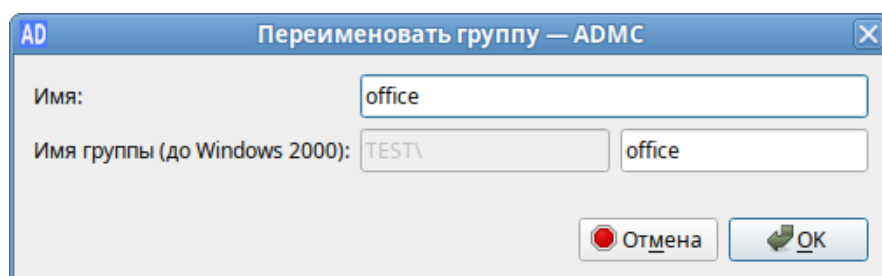 AD Переименовать группу — ADMC
Имя: office
Имя группы (до Windows 2000): TEST\ office
Отмена OK